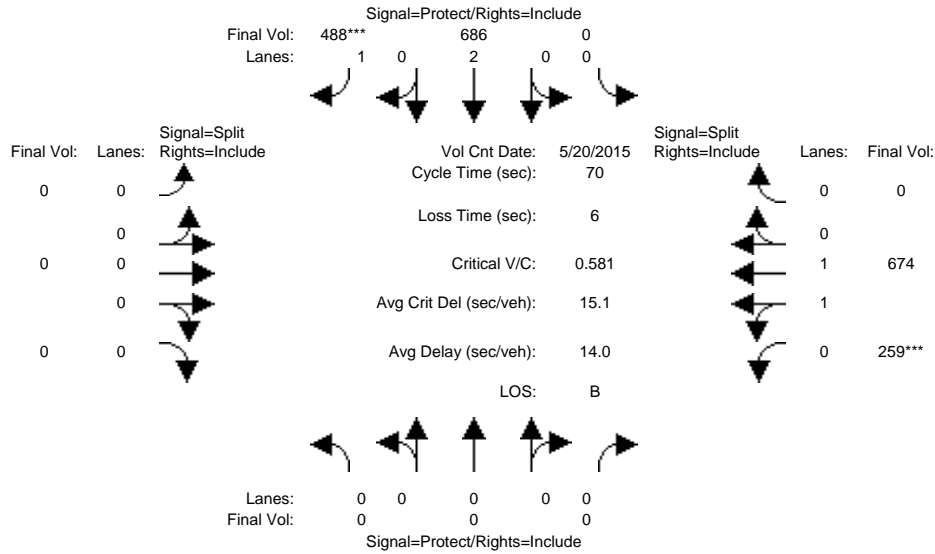 Signal=Protect/Rights=Include
Final Vol: 488*** 686 0
Lanes: 1 0 2 0 0
Signal=Split Signal=Split
Final Vol: Lanes: Rights=Include Vol Cnt Date: 5/20/2015 Rights=Include Lanes: Final Vol:
Cycle Time (sec): 70
0 0 0 0
Loss Time (sec): 6
0 0
0 0 Critical V/C: 0.581 1 674
0 Avg Crit Del (sec/veh): 15.1 1
0 0 Avg Delay (sec/veh): 14.0 0 259***
LOS: B
Lanes: 0 0 0 0 0
Final Vol: 0 0 0
Signal=Protect/Rights=Include